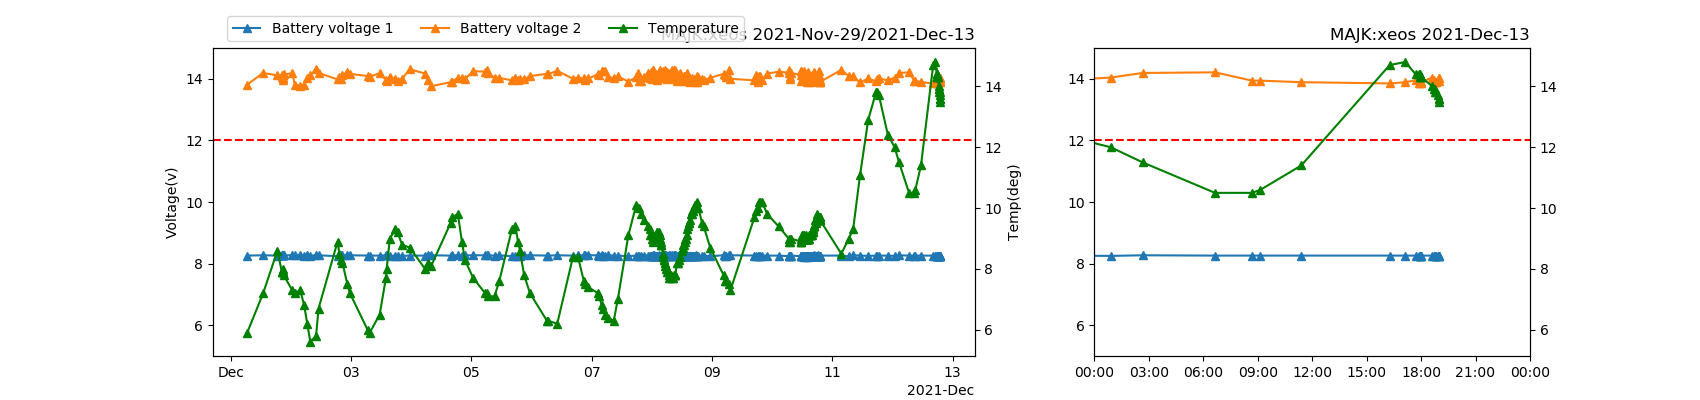 Battery voltage 1 Battery voltage 2 Temperature
MAJK:xeos 2021-Nov-29/2021-Dec-13
MAJK:xeos 2021-Dec-13
Voltage(v)
14
12
10
8
6
14
12
10
8
6
Temp(deg)
Dec 03 05 07 09 11 13
2021-Dec
14
12
10
8
6
14
12
10
8
6
00:00 03:00 06:00 09:00 12:00 15:00 18:00 21:00 00:00